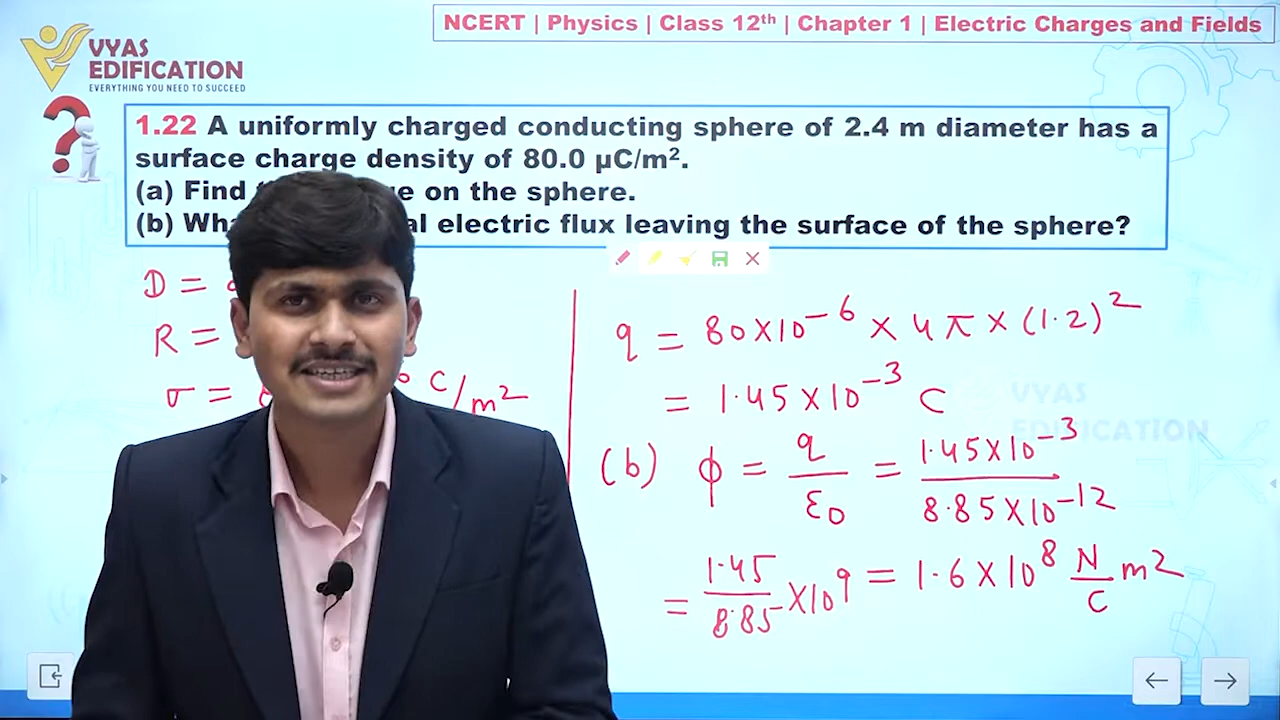 NCERT | Physics | Class 12th | Chapter 1 | Electric Charges and Fields
VYAS
EDIFICATION
EVERYTHING YOU NEED TO SUCCEED
1.22 A uniformly charged conducting sphere of 2.4 m diameter has a
surface charge density of 80.0 µC/m².
(a) Find on the sphere.
(b) electric flux leaving the surface of the sphere?
D =
R =
σ = C/m²
q = 80×10⁻⁶ × 4π × (1.2)²
= 1.45×10⁻³ C
(b) ϕ = q/ε₀ = 1.45×10⁻³/8.85×10⁻¹²
= 1.45/8.85 ×10⁹ = 1.6×10⁸ N/C m²
VYAS
EDIFICATION